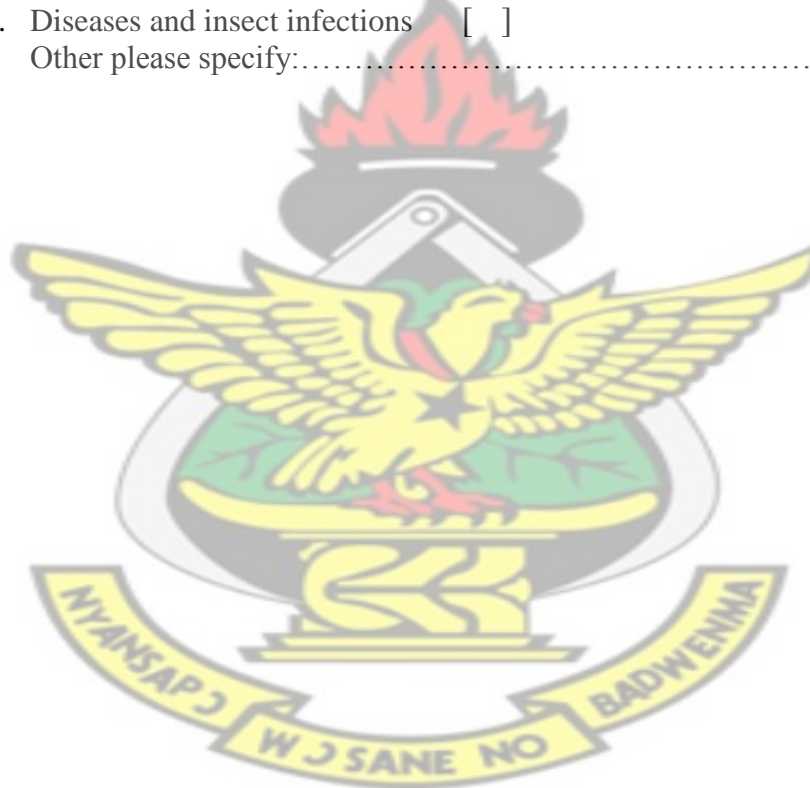 . Diseases and insect infections [ ]
Other please specify:……………………………………………
NYANSAPƆ
WƆSANE NO
BADWENMA